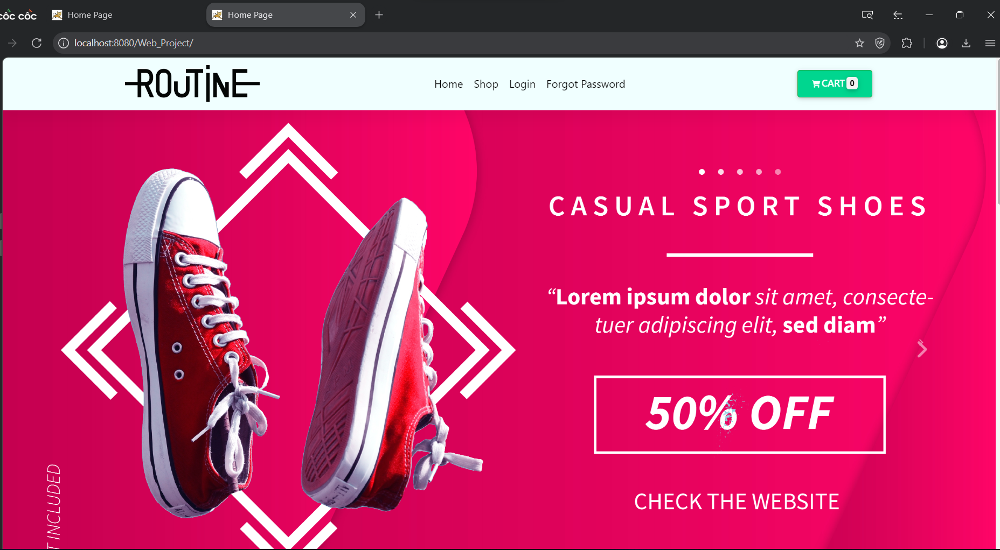 cốc cốc
Home Page
Home Page
localhost:8080/Web_Project/
ROUTINE
Home Shop Login Forgot Password
CART 0
CASUAL SPORT SHOES
“Lorem ipsum dolor sit amet, consecte-
tuer adipiscing elit, sed diam”
50% OFF
CHECK THE WEBSITE
T INCLUDED